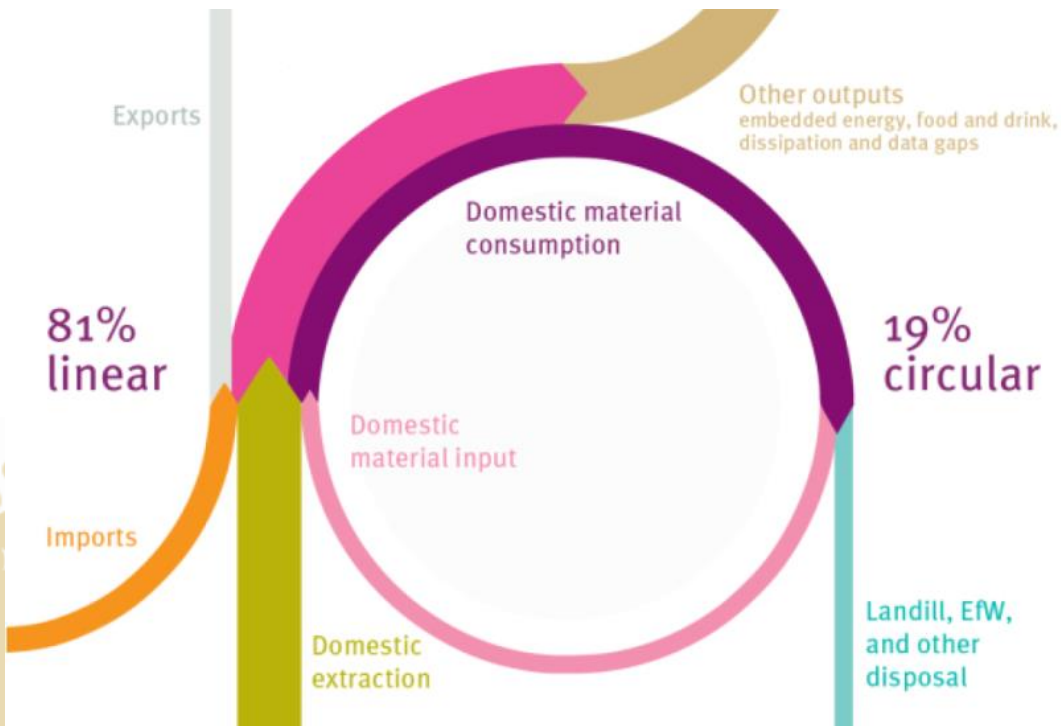 Exports
Other outputs
embedded energy, food and drink,
dissipation and data gaps
Domestic material
consumption
81%
linear
19%
circular
Domestic
material input
Imports
Domestic
extraction
Landill, EfW,
and other
disposal